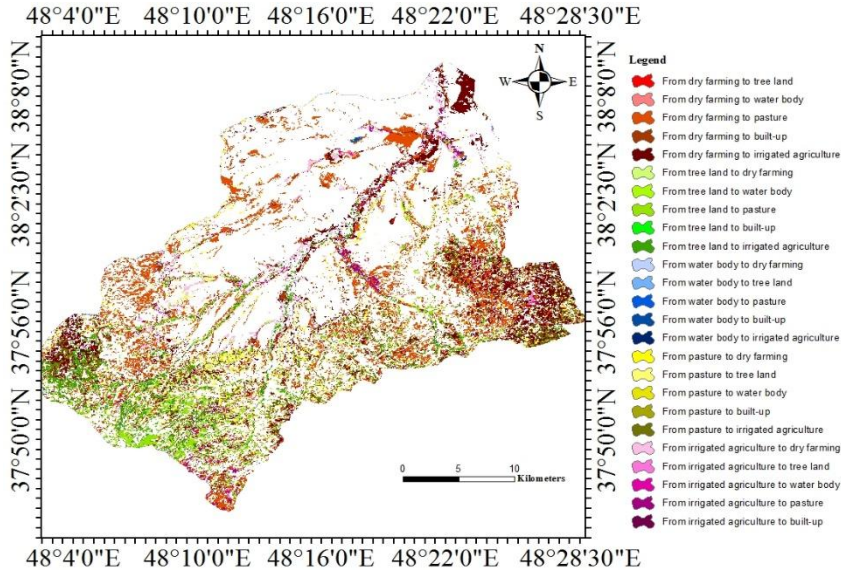 48°4'0"E 48°10'0"E 48°16'0"E 48°22'0"E 48°28'30"E
38°8'0"N
38°2'30"N
37°56'0"N
37°50'0"N
N
W E
S
38°8'0"N
38°2'30"N
37°56'0"N
37°50'0"N
0 5 10
Kilometers
48°4'0"E 48°10'0"E 48°16'0"E 48°22'0"E 48°28'30"E
Legend
From dry farming to tree land
From dry farming to water body
From dry farming to pasture
From dry farming to built-up
From dry farming to irrigated agriculture
From tree land to dry farming
From tree land to water body
From tree land to pasture
From tree land to built-up
From tree land to irrigated agriculture
From water body to dry farming
From water body to tree land
From water body to pasture
From water body to built-up
From water body to irrigated agriculture
From pasture to dry farming
From pasture to tree land
From pasture to water body
From pasture to built-up
From pasture to irrigated agriculture
From irrigated agriculture to dry farming
From irrigated agriculture to tree land
From irrigated agriculture to water body
From irrigated agriculture to pasture
From irrigated agriculture to built-up